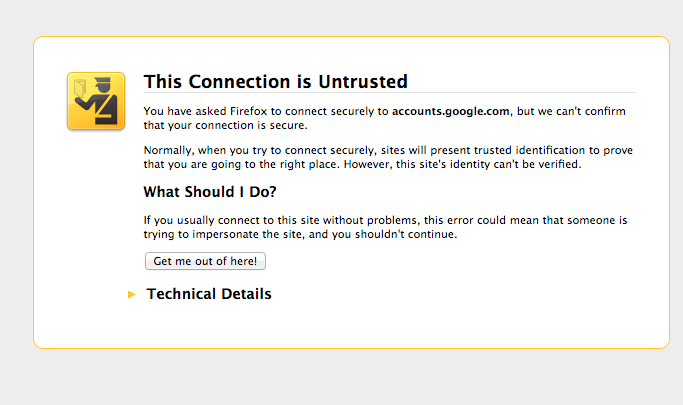 This Connection is Untrusted
You have asked Firefox to connect securely to accounts.google.com, but we can't confirm
that your connection is secure.
Normally, when you try to connect securely, sites will present trusted identification to prove
that you are going to the right place. However, this site's identity can't be verified.
What Should I Do?
If you usually connect to this site without problems, this error could mean that someone is
trying to impersonate the site, and you shouldn't continue.
Get me out of here!
Technical Details